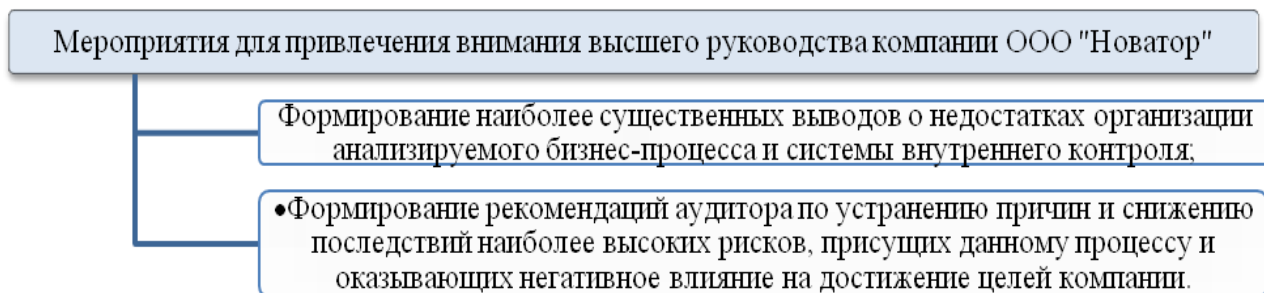 Мероприятия для привлечения внимания высшего руководства компании ООО "Новатор"
Формирование наиболее существенных выводов о недостатках организации
анализируемого бизнес-процесса и системы внутреннего контроля;
•Формирование рекомендаций аудитора по устранению причин и снижению
последствий наиболее высоких рисков, присущих данному процессу и
оказывающих негативное влияние на достижение целей компании.